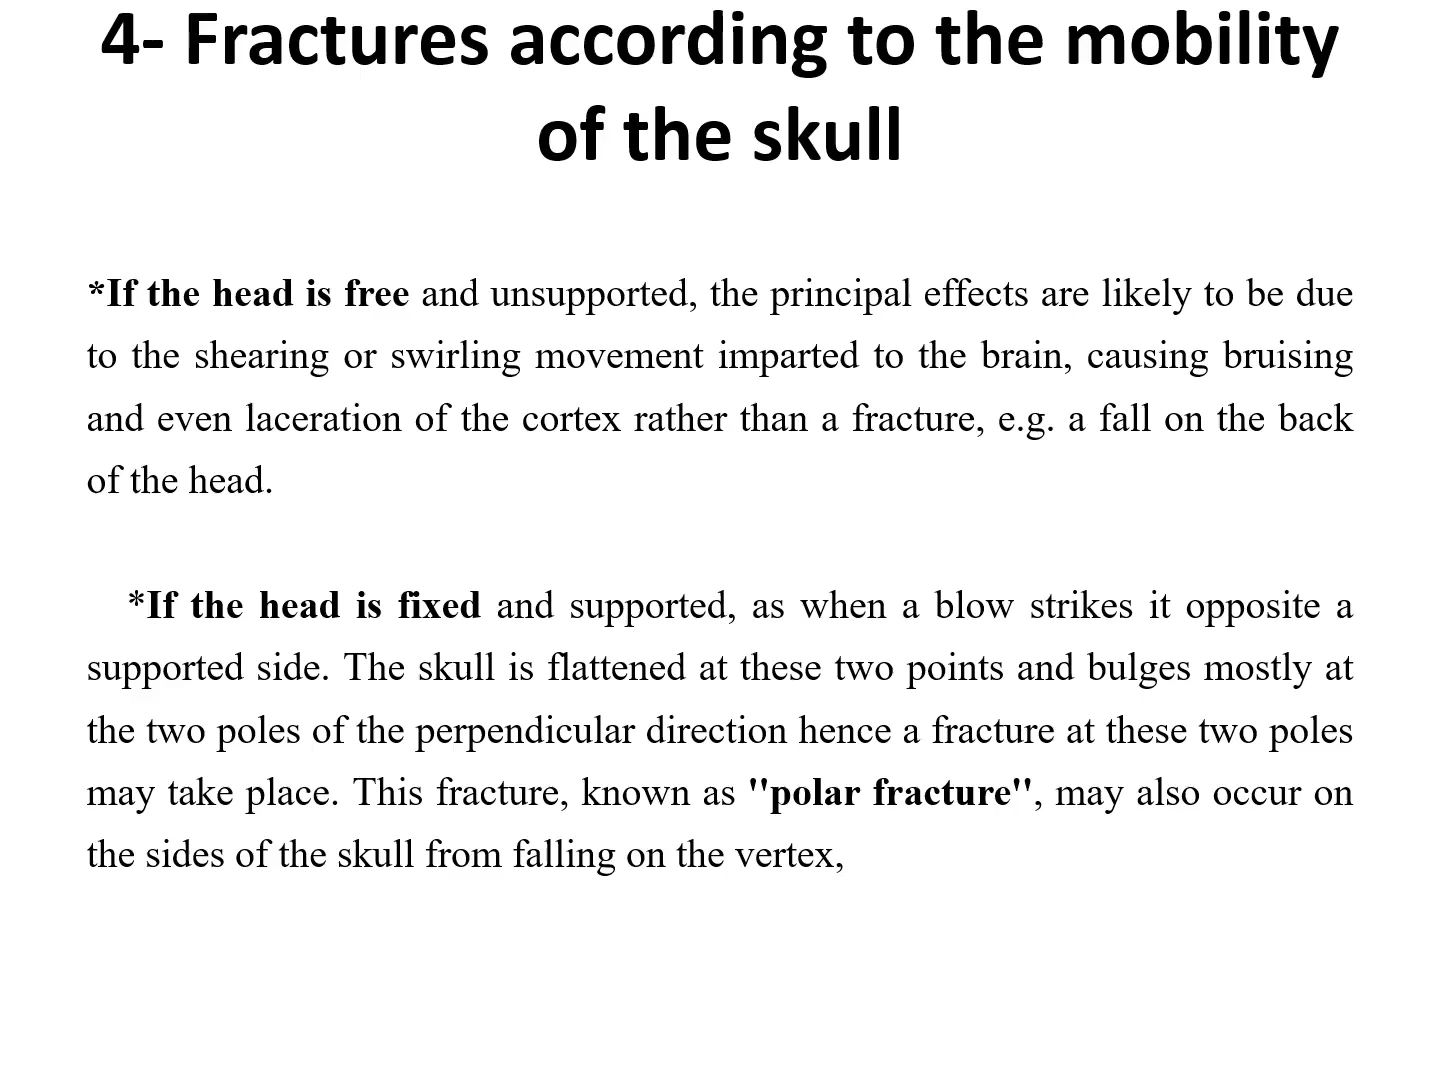 4- Fractures according to the mobility
of the skull
*If the head is free and unsupported, the principal effects are likely to be due
to the shearing or swirling movement imparted to the brain, causing bruising
and even laceration of the cortex rather than a fracture, e.g. a fall on the back
of the head.
*If the head is fixed and supported, as when a blow strikes it opposite a
supported side. The skull is flattened at these two points and bulges mostly at
the two poles of the perpendicular direction hence a fracture at these two poles
may take place. This fracture, known as "polar fracture", may also occur on
the sides of the skull from falling on the vertex,